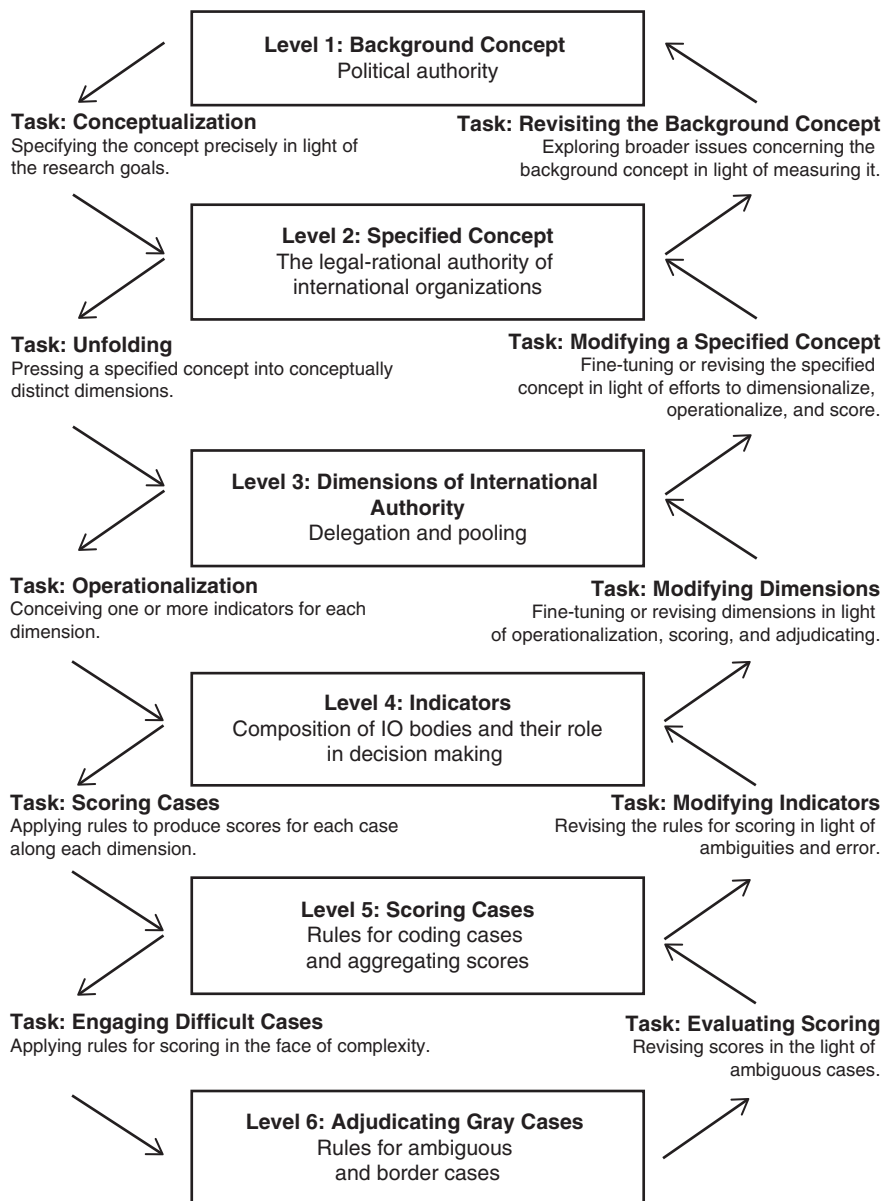 Level 1: Background Concept
Political authority
Task: Conceptualization
Specifying the concept precisely in light of
the research goals.
Task: Revisiting the Background Concept
Exploring broader issues concerning the
background concept in light of measuring it.
Level 2: Specified Concept
The legal-rational authority of
international organizations
Task: Unfolding
Pressing a specified concept into conceptually
distinct dimensions.
Task: Modifying a Specified Concept
Fine-tuning or revising the specified
concept in light of efforts to dimensionalize,
operationalize, and score.
Level 3: Dimensions of International
Authority
Delegation and pooling
Task: Operationalization
Conceiving one or more indicators for each
dimension.
Task: Modifying Dimensions
Fine-tuning or revising dimensions in light
of operationalization, scoring, and adjudicating.
Level 4: Indicators
Composition of IO bodies and their role
in decision making
Task: Scoring Cases
Applying rules to produce scores for each case
along each dimension.
Task: Modifying Indicators
Revising the rules for scoring in light of
ambiguities and error.
Level 5: Scoring Cases
Rules for coding cases
and aggregating scores
Task: Engaging Difficult Cases
Applying rules for scoring in the face of complexity.
Task: Evaluating Scoring
Revising scores in the light of
ambiguous cases.
Level 6: Adjudicating Gray Cases
Rules for ambiguous
and border cases